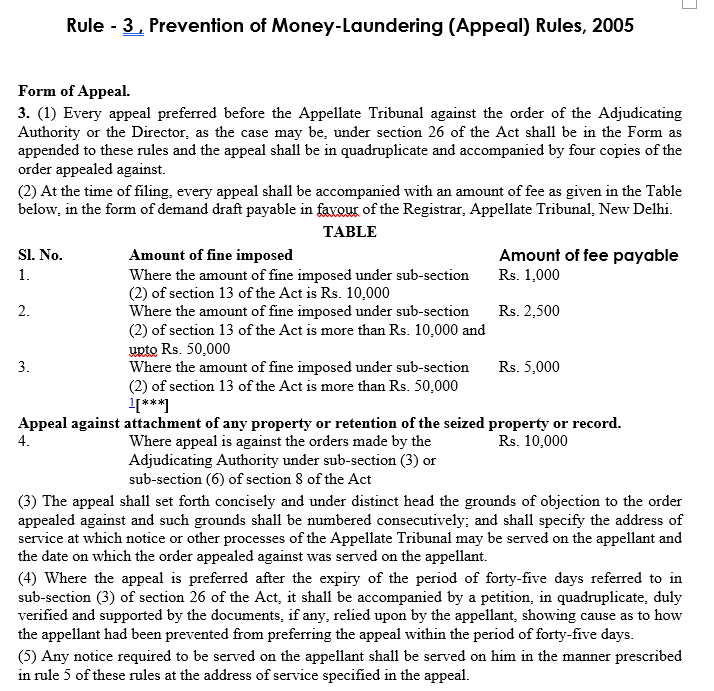 Rule - 3 , Prevention of Money-Laundering (Appeal) Rules, 2005
Form of Appeal.
3. (1) Every appeal preferred before the Appellate Tribunal against the order of the Adjudicating
Authority or the Director, as the case may be, under section 26 of the Act shall be in the Form as
appended to these rules and the appeal shall be in quadruplicate and accompanied by four copies of the
order appealed against.
(2) At the time of filing, every appeal shall be accompanied with an amount of fee as given in the Table
below, in the form of demand draft payable in favour of the Registrar, Appellate Tribunal, New Delhi.
TABLE
Sl. No. Amount of fine imposed Amount of fee payable
1. Where the amount of fine imposed under sub-section Rs. 1,000
(2) of section 13 of the Act is Rs. 10,000
2. Where the amount of fine imposed under sub-section Rs. 2,500
(2) of section 13 of the Act is more than Rs. 10,000 and
upto Rs. 50,000
3. Where the amount of fine imposed under sub-section Rs. 5,000
(2) of section 13 of the Act is more than Rs. 50,000
1[***]
Appeal against attachment of any property or retention of the seized property or record.
4. Where appeal is against the orders made by the Rs. 10,000
Adjudicating Authority under sub-section (3) or
sub-section (6) of section 8 of the Act
(3) The appeal shall set forth concisely and under distinct head the grounds of objection to the order
appealed against and such grounds shall be numbered consecutively; and shall specify the address of
service at which notice or other processes of the Appellate Tribunal may be served on the appellant and
the date on which the order appealed against was served on the appellant.
(4) Where the appeal is preferred after the expiry of the period of forty-five days referred to in
sub-section (3) of section 26 of the Act, it shall be accompanied by a petition, in quadruplicate, duly
verified and supported by the documents, if any, relied upon by the appellant, showing cause as to how
the appellant had been prevented from preferring the appeal within the period of forty-five days.
(5) Any notice required to be served on the appellant shall be served on him in the manner prescribed
in rule 5 of these rules at the address of service specified in the appeal.